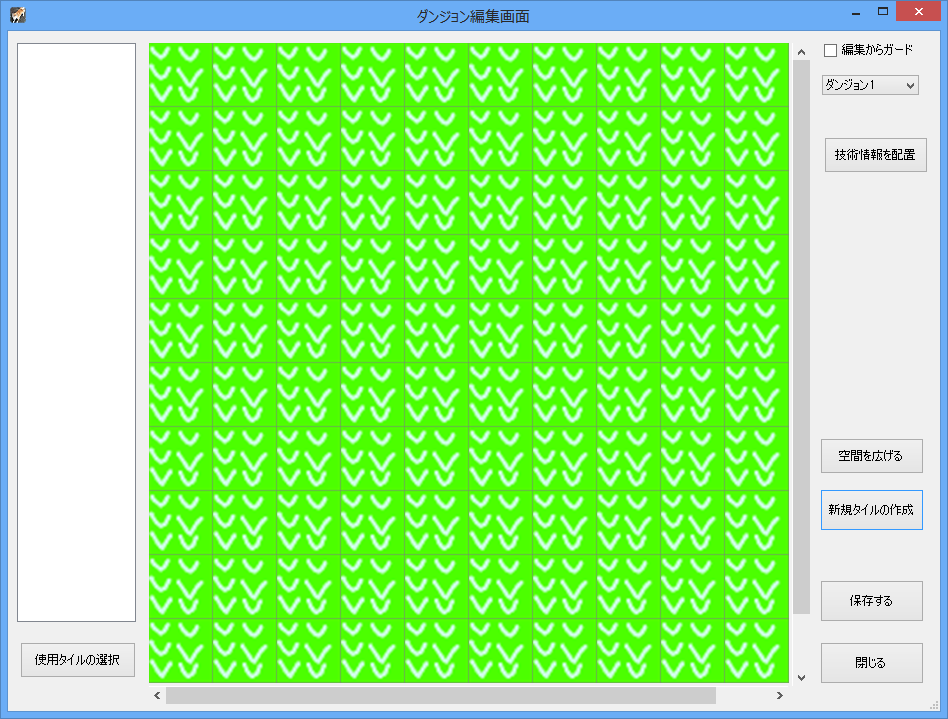 ダンジョン編集画面
編集からガード
ダンジョン1
技術情報を配置
空間を広げる
新規タイルの作成
保存する
使用タイルの選択
閉じる